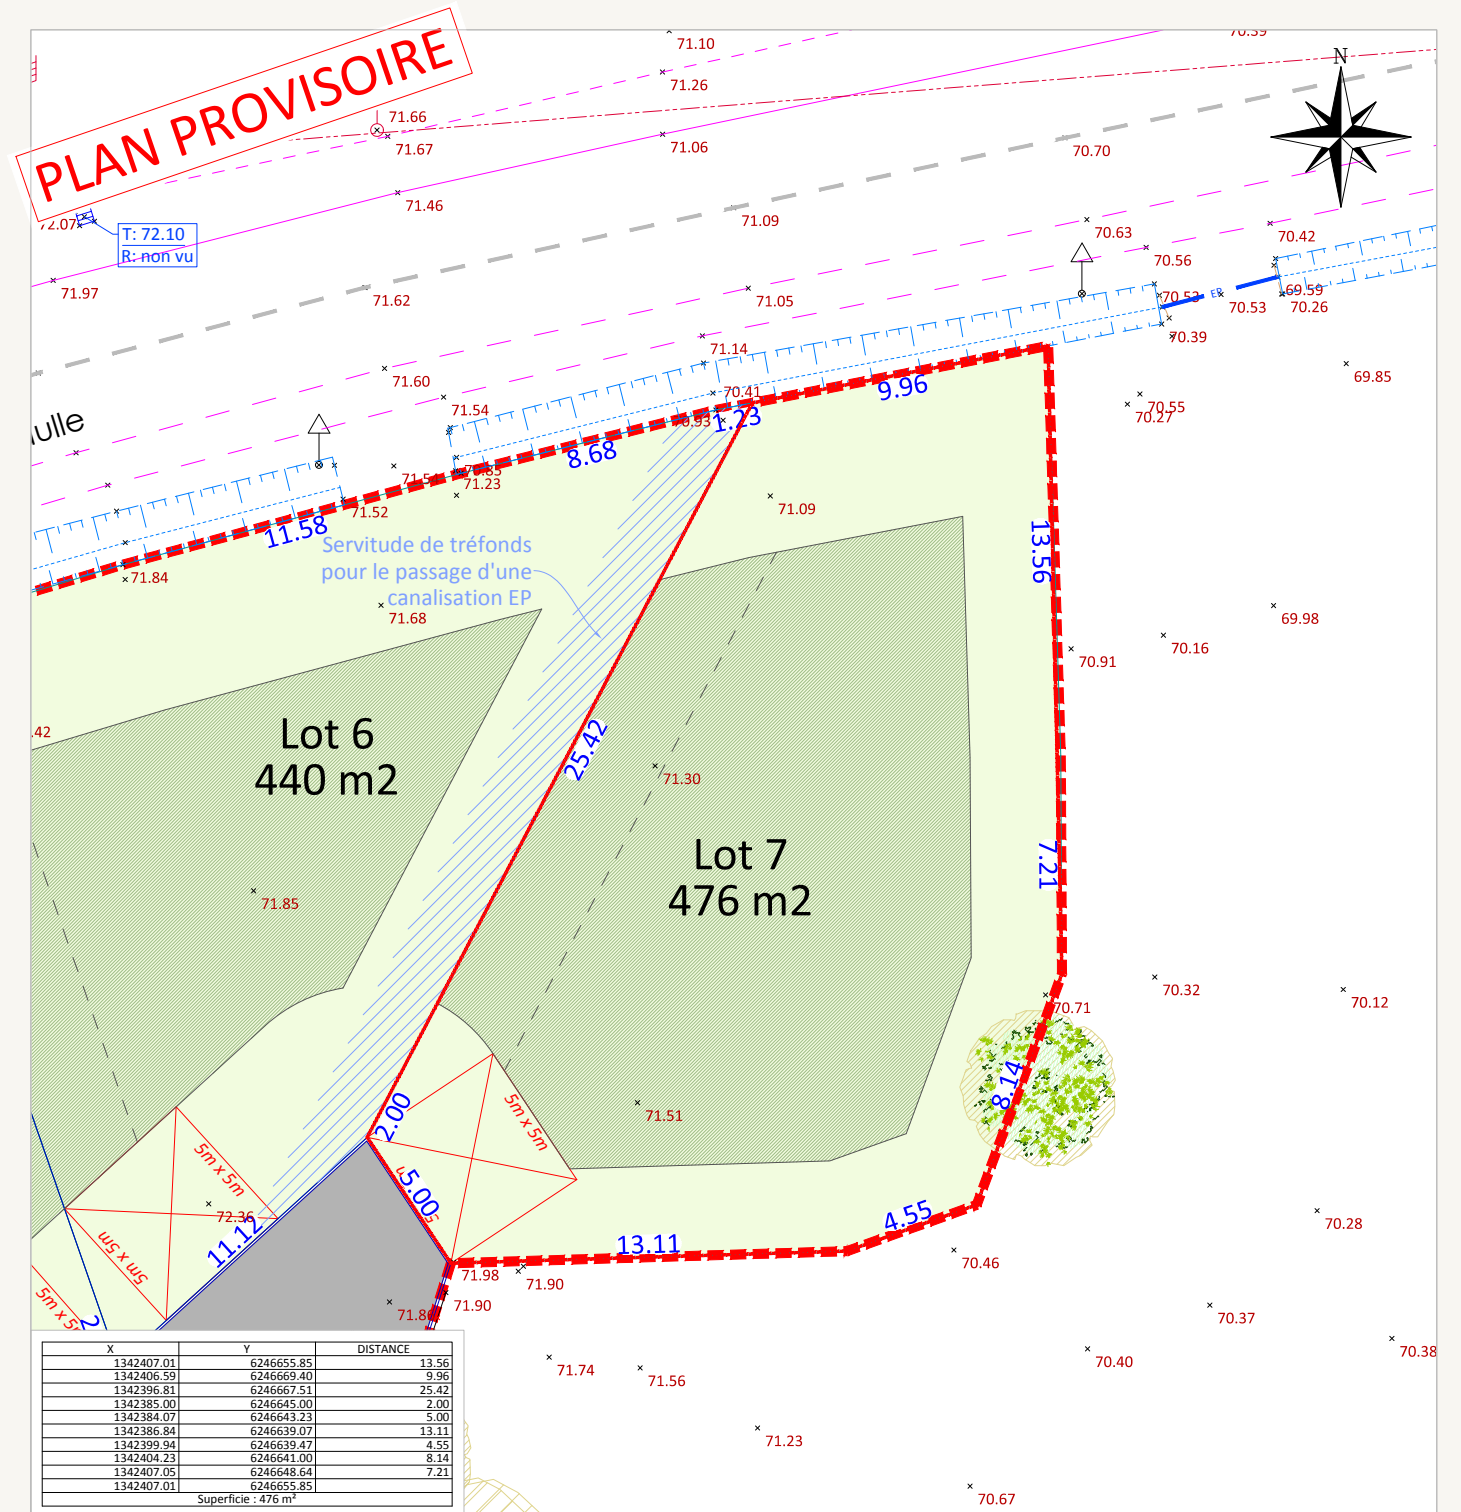 PLAN PROVISOIRE
N
71.10
71.26
71.66
71.67
71.06
70.70
71.46
72.07
T: 72.10
R: non vu
71.09
70.63
70.42
70.56
71.97
71.62
71.05
70.53
EP
70.53
69.59
70.26
70.39
71.14
71.60
69.85
70.41
9.96
71.54
70.55
70.27
1.23
70.93
8.68
71.23
71.52
11.58
71.09
Servitude de tréfonds
pour le passage d'une
canalisation EP
13.56
71.84
71.68
69.98
70.16
70.91
.42
Lot 6
440 m2
25.42
71.30
Lot 7
476 m2
7.21
71.85
70.32
70.12
70.71
8.14
2.00
5m x 5m
71.51
5m x 5m
5.00
72.36
11.12
5m x 5m
4.55
70.28
13.11
70.46
71.98
71.90
71.90
70.37
5m x 5
2
70.38
70.40
71.74
71.56
71.23
70.67
X Y DISTANCE
1342407.01 6246655.85 13.56
1342406.59 6246669.40 9.96
1342396.81 6246667.51 25.42
1342385.00 6246645.00 2.00
1342384.07 6246643.23 5.00
1342386.84 6246639.07 13.11
1342399.94 6246639.47 4.55
1342404.23 6246641.00 8.14
1342407.05 6246648.64 7.21
1342407.01 6246655.85
Superficie : 476 m²